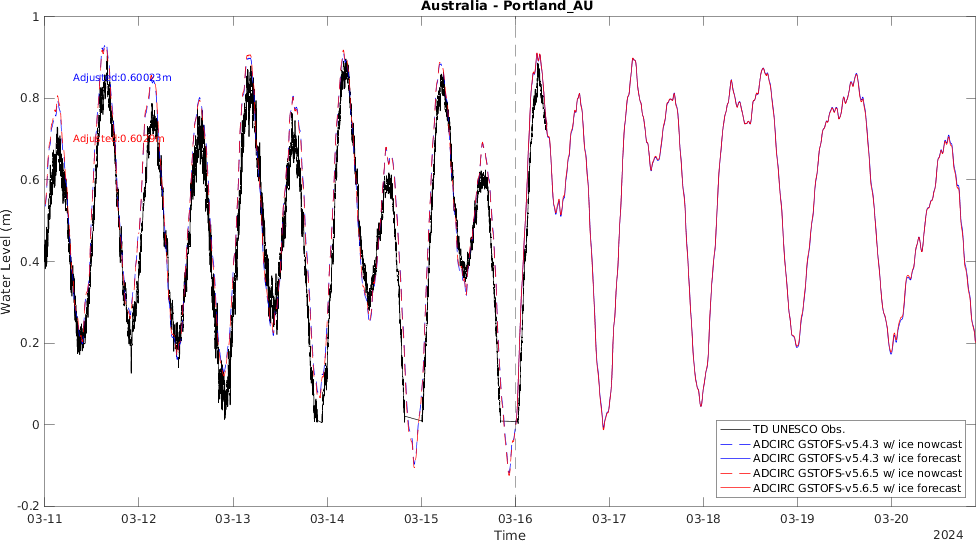 Australia - Portland_AU
Water Level (m)
1
0.8
0.6
0.4
0.2
0
-0.2
Adjusted:0.60023m
Adjusted:0.6029m
TD UNESCO Obs.
ADCIRC GSTOFS-v5.4.3 w/ ice nowcast
ADCIRC GSTOFS-v5.4.3 w/ ice forecast
ADCIRC GSTOFS-v5.6.5 w/ ice nowcast
ADCIRC GSTOFS-v5.6.5 w/ ice forecast
03-11 03-12 03-13 03-14 03-15 03-16 03-17 03-18 03-19 03-20
Time
2024